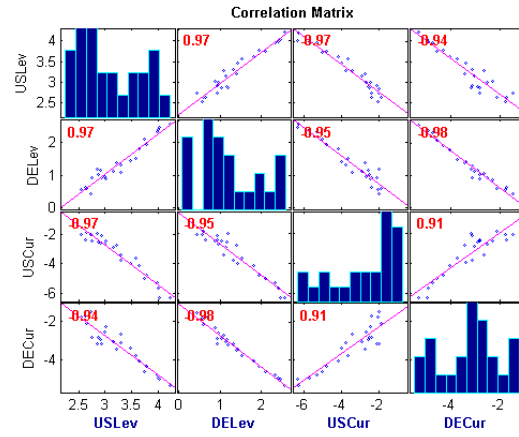 Correlation Matrix
USLev
4
3.5
3
2.5
0.97
-0.97
-0.94
DELev
2
1
0
0.97
-0.95
-0.98
USCur
-2
-4
-6
-0.97
-0.95
0.91
DECur
-2
-4
-0.94
-0.98
0.91
2.5 3 3.5 4
0 1 2
-6 -4 -2
-4 -2
USLev DELev USCur DECur